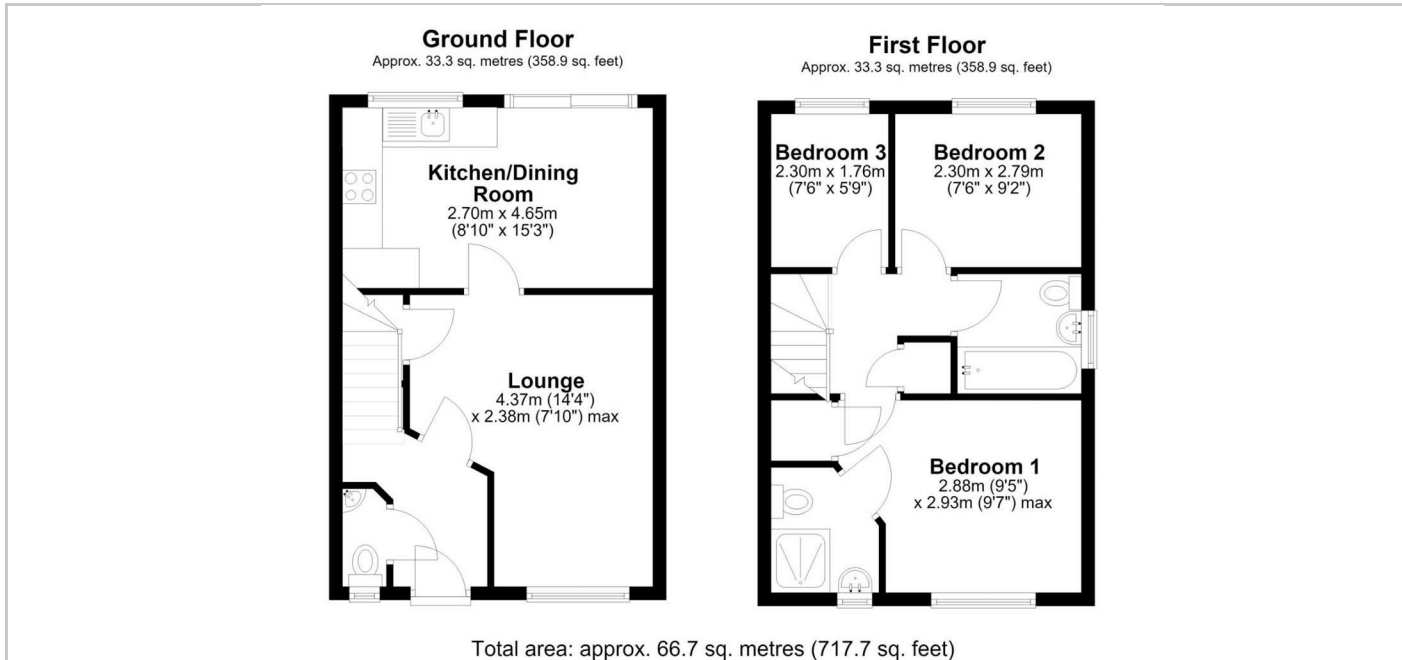 Ground Floor
Approx. 33.3 sq. metres (358.9 sq. feet)
Kitchen/Dining
Room
2.70m x 4.65m
(8'10" x 15'3")
Lounge
4.37m (14'4")
x 2.38m (7'10") max
First Floor
Approx. 33.3 sq. metres (358.9 sq. feet)
Bedroom 3
2.30m x 1.76m
(7'6" x 5'9")
Bedroom 2
2.30m x 2.79m
(7'6" x 9'2")
Bedroom 1
2.88m (9'5")
x 2.93m (9'7") max
Total area: approx. 66.7 sq. metres (717.7 sq. feet)